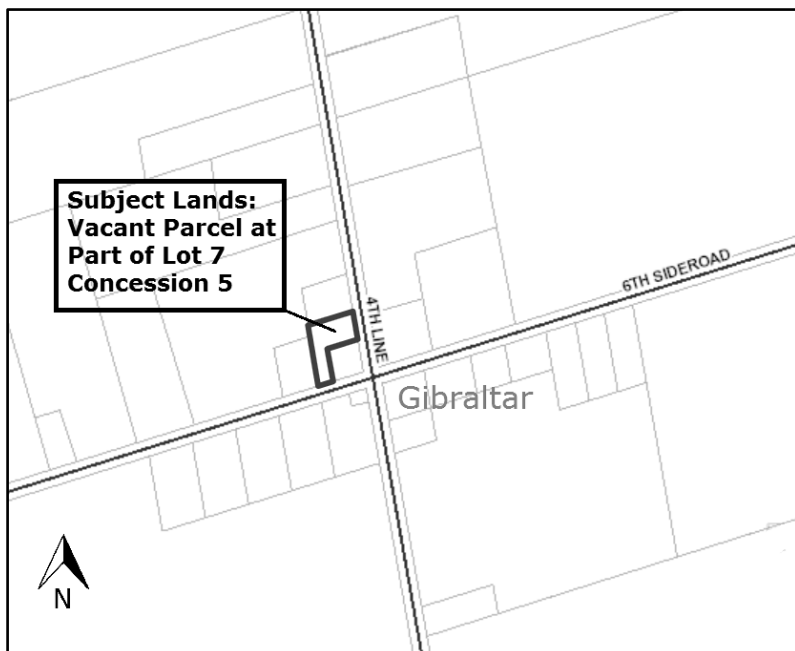 Subject Lands:
Vacant Parcel at
Part of Lot 7
Concession 5
6TH SIDEROAD
4TH LINE
Gibraltar
N